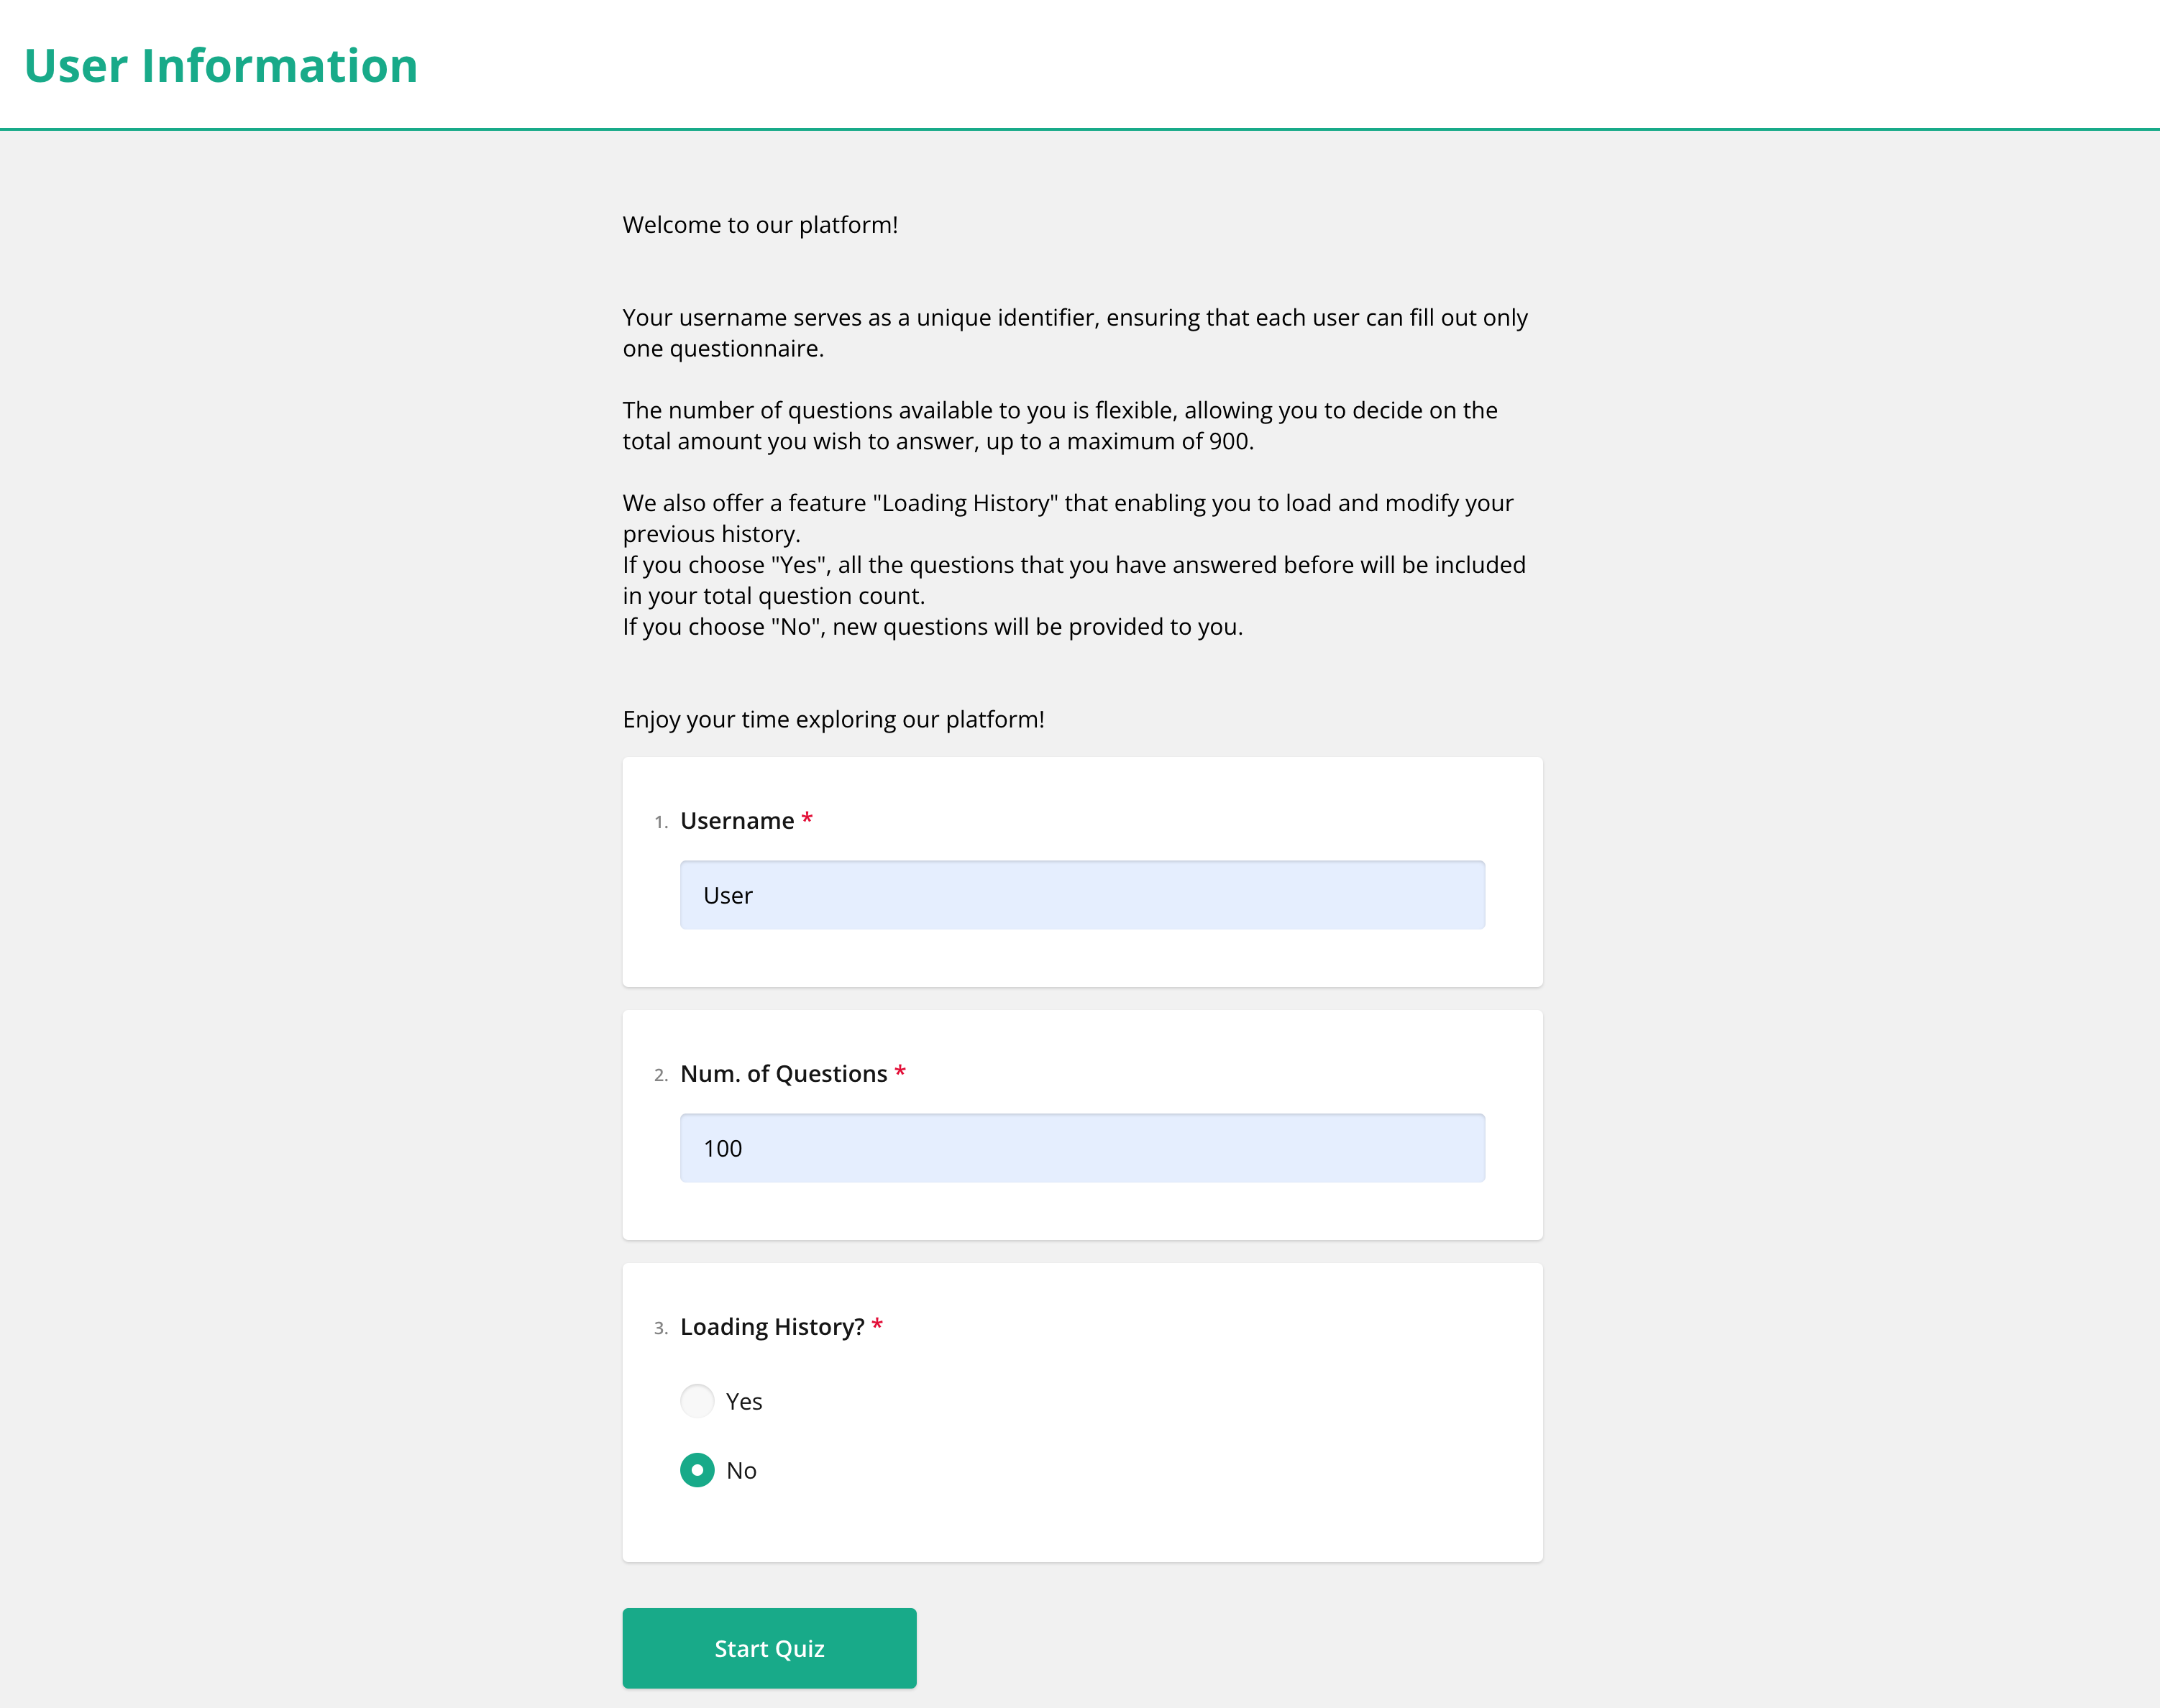 User Information
Welcome to our platform!
Your username serves as a unique identifier, ensuring that each user can fill out only
one questionnaire.
The number of questions available to you is flexible, allowing you to decide on the
total amount you wish to answer, up to a maximum of 900.
We also offer a feature "Loading History" that enabling you to load and modify your
previous history.
If you choose "Yes", all the questions that you have answered before will be included
in your total question count.
If you choose "No", new questions will be provided to you.
Enjoy your time exploring our platform!
1. Username *
User
2. Num. of Questions *
100
3. Loading History? *
Yes
No
Start Quiz